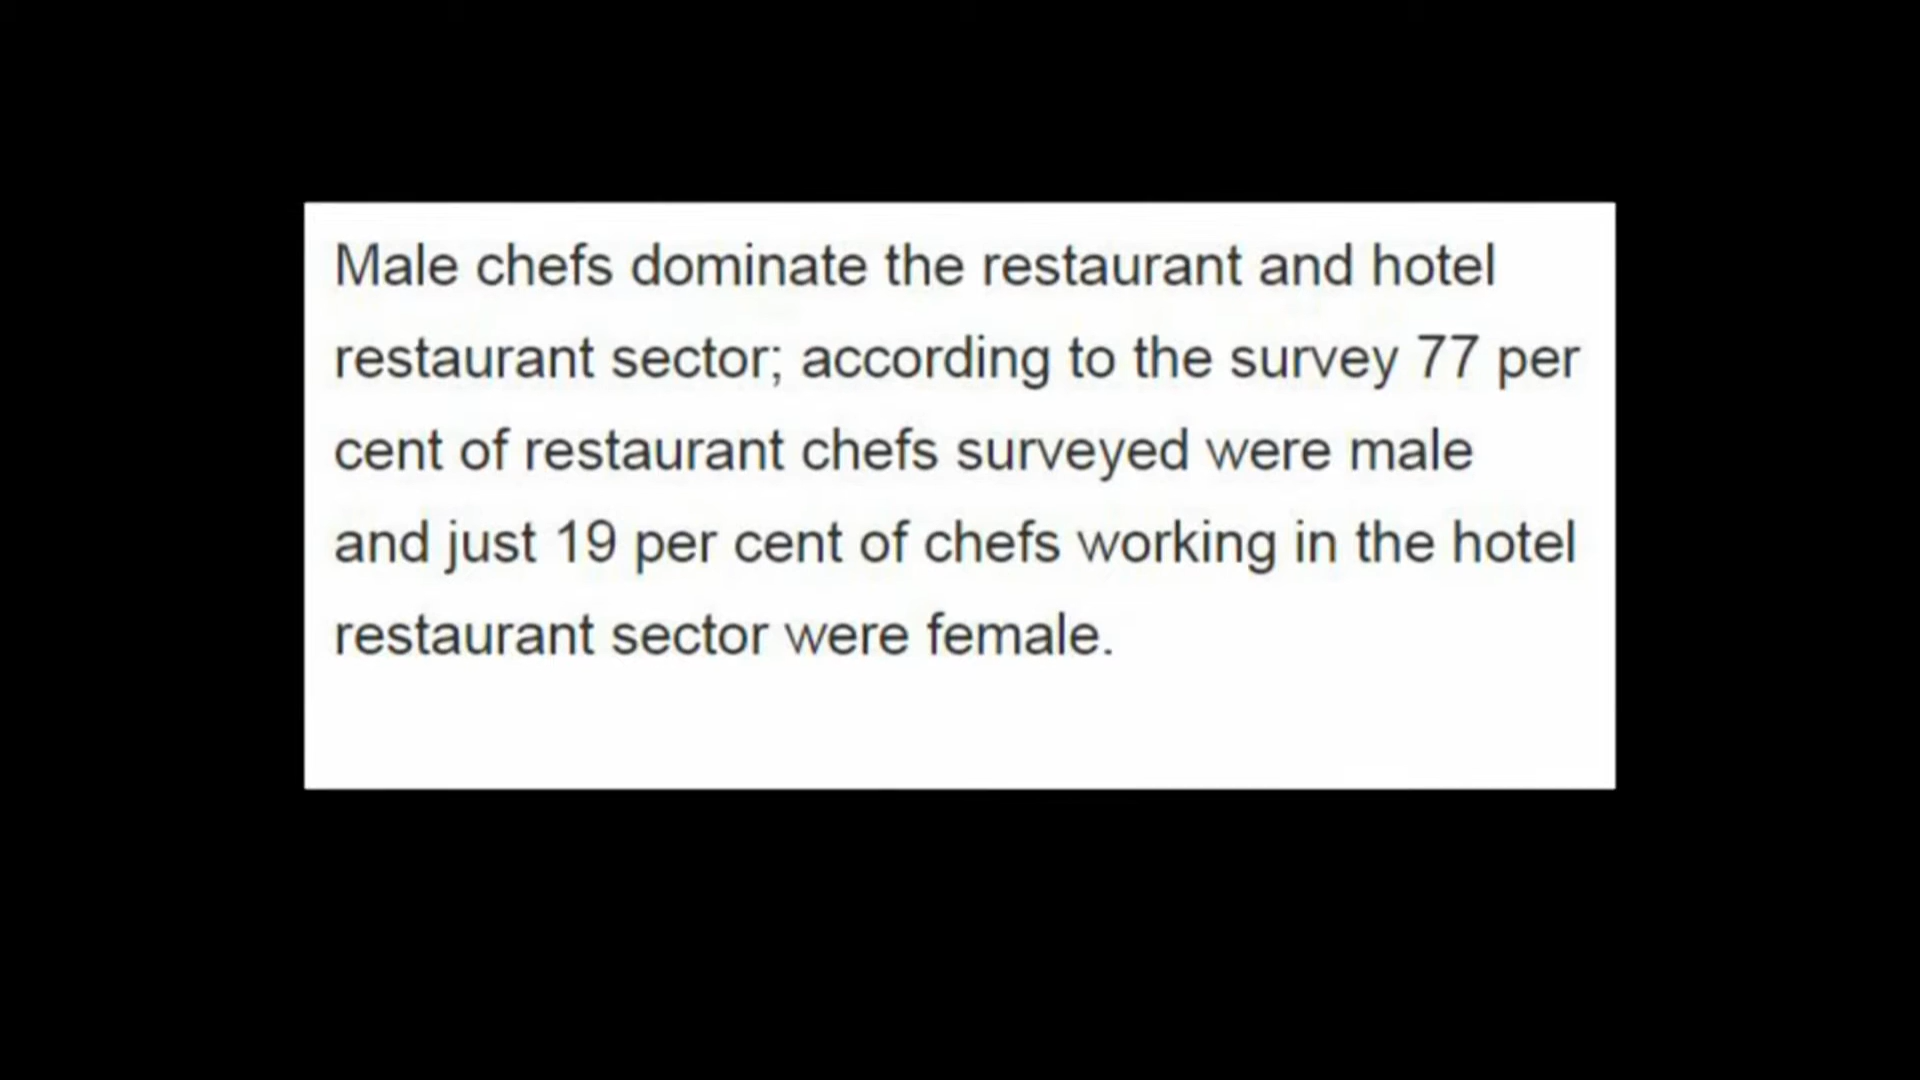 Male chefs dominate the restaurant and hotel
restaurant sector; according to the survey 77 per
cent of restaurant chefs surveyed were male
and just 19 per cent of chefs working in the hotel
restaurant sector were female.